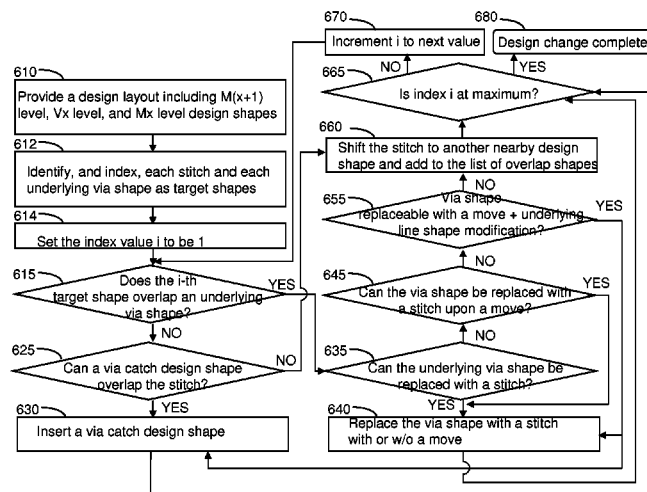 610
Provide a design layout including M(x+1)
level, Vx level, and Mx level design shapes
612
Identify, and index, each stitch and each
underlying via shape as target shapes
614
Set the index value i to be 1
615
Does the i-th
target shape overlap an underlying
via shape?
YES
NO
625
Can a via catch design shape
overlap the stitch?
NO
YES
630
Insert a via catch design shape
670
Increment i to next value
680
Design change complete
NO
YES
665
Is index i at maximum?
660
Shift the stitch to another nearby design
shape and add to the list of overlap shapes
NO
655
Via shape
replaceable with a move + underlying
line shape modification?
YES
NO
645
Can the via shape be replaced with
a stitch upon a move?
YES
NO
635
Can the underlying via shape be
replaced with a stitch?
YES
640
Replace the via shape with a stitch
with or w/o a move